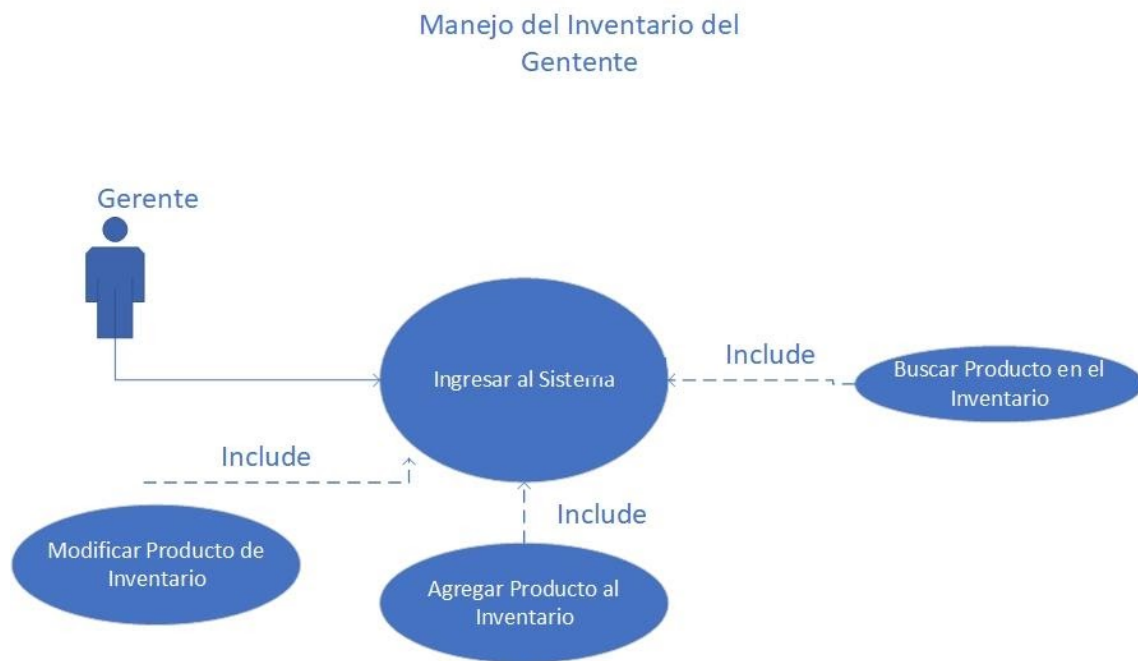 Manejo del Inventario del
Gentente
Gerente
Ingresar al Sistema
Include
Buscar Producto en el
Inventario
Include
Include
Modificar Producto de
Inventario
Agregar Producto al
Inventario